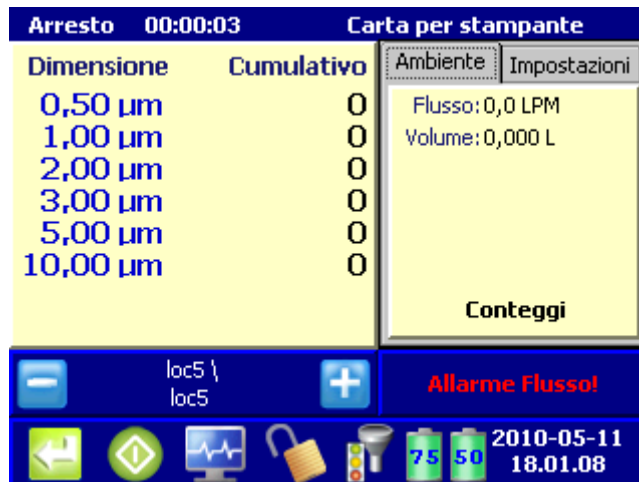 Arresto 00:00:03 Carta per stampante
Dimensione Cumulativo
0,50 µm 0
1,00 µm 0
2,00 µm 0
3,00 µm 0
5,00 µm 0
10,00 µm 0
Ambiente Impostazioni
Flusso: 0,0 LPM
Volume: 0,000 L
Conteggi
loc5 \
loc5
Allarme Flusso!
75 50
2010-05-11
18.01.08